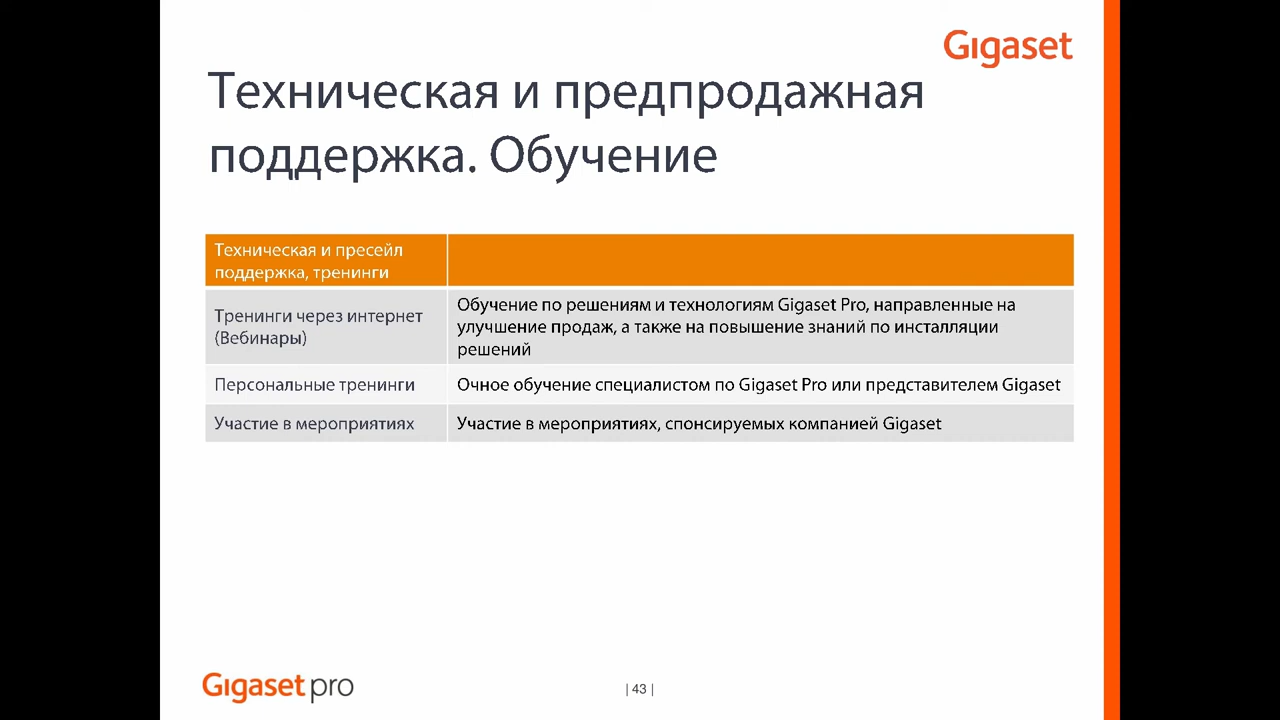 Gigaset
Техническая и предпродажная
поддержка. Обучение
Техническая и пресейл
поддержка, тренинги
Тренинги через интернет
(Вебинары)
Обучение по решениям и технологиям Gigaset Pro, направленные на
улучшение продаж, а также на повышение знаний по инсталляции
решений
Персональные тренинги
Очное обучение специалистом по Gigaset Pro или представителем Gigaset
Участие в мероприятиях
Участие в мероприятиях, спонсируемых компанией Gigaset
Gigaset pro
| 43 |